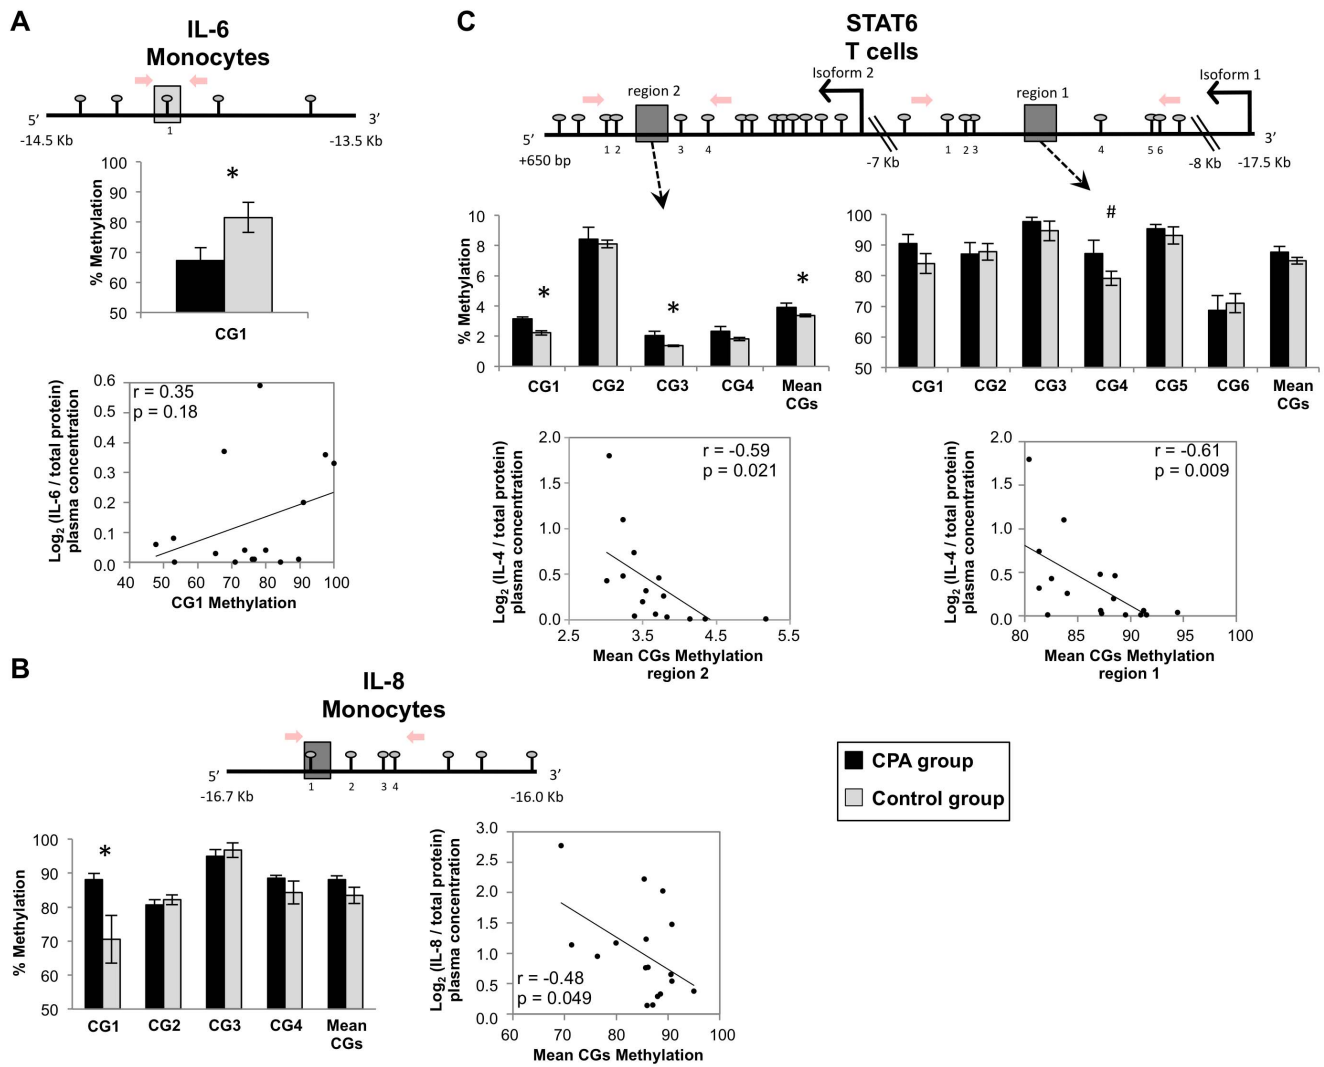 A
IL-6
Monocytes
5’
3’
1
-14.5 Kb
-13.5 Kb
100
90
80
70
60
50
% Methylation
*
CG1
0.6
0.5
0.4
0.3
0.2
0.1
0.0
Log2 (IL-6 / total protein)
plasma concentration
r = 0.35
p = 0.18
40 50 60 70 80 90 100
CG1 Methylation
C
STAT6
T cells
Isoform 2
Isoform 1
region 2
region 1
5’
1 2 3 4
1 2 3 4 5 6
3’
+650 bp
-7 Kb
-8 Kb
-17.5 Kb
10
8
6
4
2
0
% Methylation
* * *
CG1 CG2 CG3 CG4 Mean
CGs
100
90
80
70
60
50
#
CG1 CG2 CG3 CG4 CG5 CG6 Mean
CGs
2.0
1.5
1.0
0.5
0.0
Log2 (IL-4 / total protein)
plasma concentration
r = -0.59
p = 0.021
2.5 3.5 4.5 5.5
Mean CGs Methylation
region 2
2.0
1.5
1.0
0.5
0.0
Log2 (IL-4 / total protein)
plasma concentration
r = -0.61
p = 0.009
80 85 90 95 100
Mean CGs Methylation
region 1
B
IL-8
Monocytes
5’
3’
1 2 3 4
-16.7 Kb
-16.0 Kb
100
90
80
70
60
50
% Methylation
*
CG1 CG2 CG3 CG4 Mean
CGs
3.0
2.5
2.0
1.5
1.0
0.5
0.0
Log2 (IL-8 / total protein)
plasma concentration
r = -0.48
p = 0.049
60 70 80 90 100
Mean CGs Methylation
CPA group
Control group